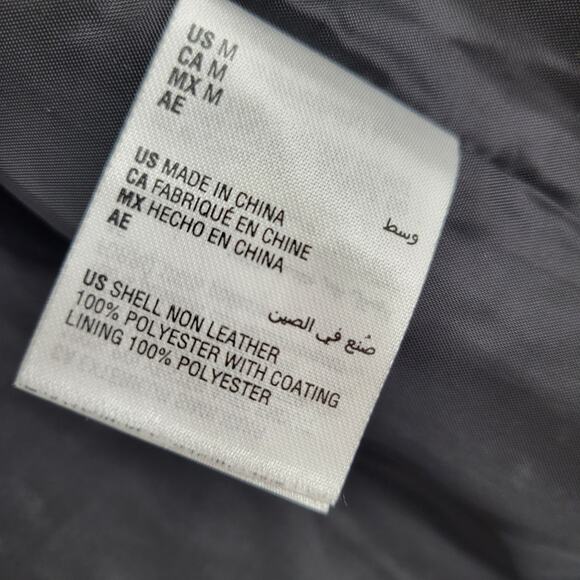 US M
CA M
MX M
AE
وسط
US MADE IN CHINA
CA FABRIQUÉ EN CHINE
MX HECHO EN CHINA
AE
صُنع في الصين
US SHELL NON LEATHER
100% POLYESTER WITH COATING
LINING 100% POLYESTER